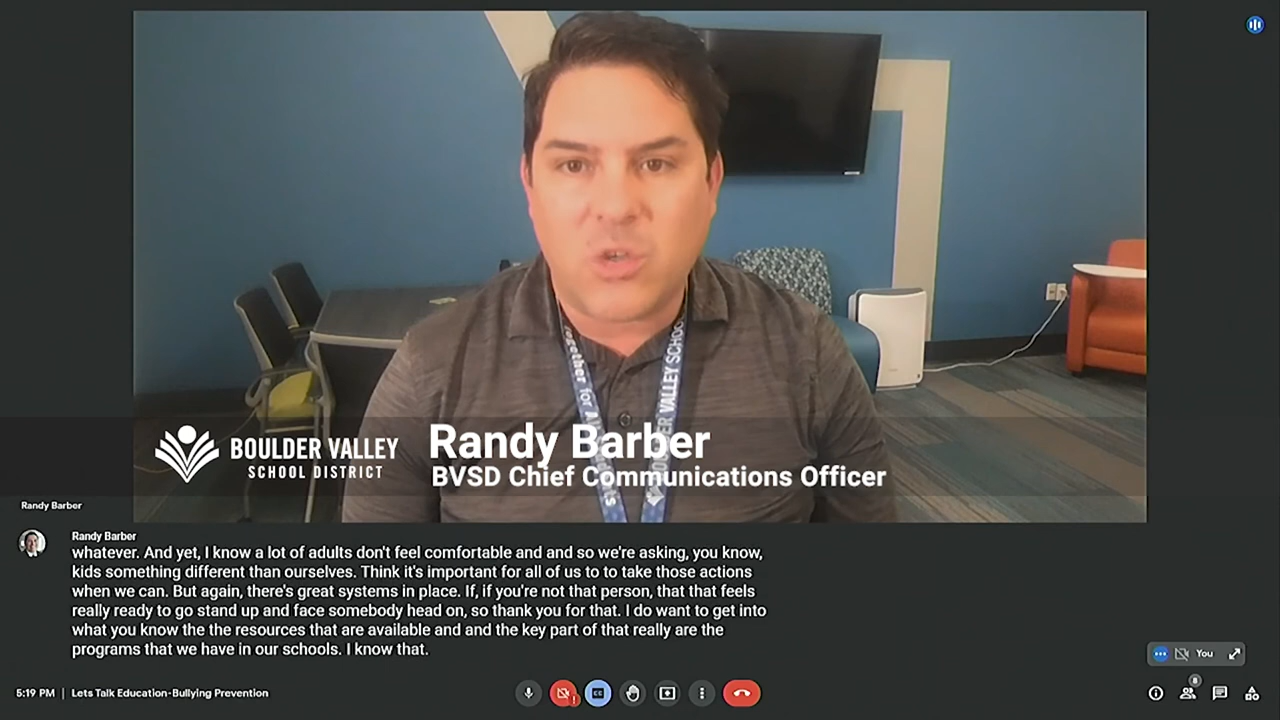 Together for A
ER VALLEY SCHOO
BOULDER VALLEY
SCHOOL DISTRICT
Randy Barber
BVSD Chief Communications Officer
Randy Barber
Randy Barber
whatever. And yet, I know a lot of adults don't feel comfortable and and so we're asking, you know,
kids something different than ourselves. Think it's important for all of us to to take those actions
when we can. But again, there's great systems in place. If, if you're not that person, that that feels
really ready to go stand up and face somebody head on, so thank you for that. I do want to get into
what you know the the resources that are available and and the key part of that really are the
programs that we have in our schools. I know that.
You
8
5:19 PM | Lets Talk Education-Bullying Prevention